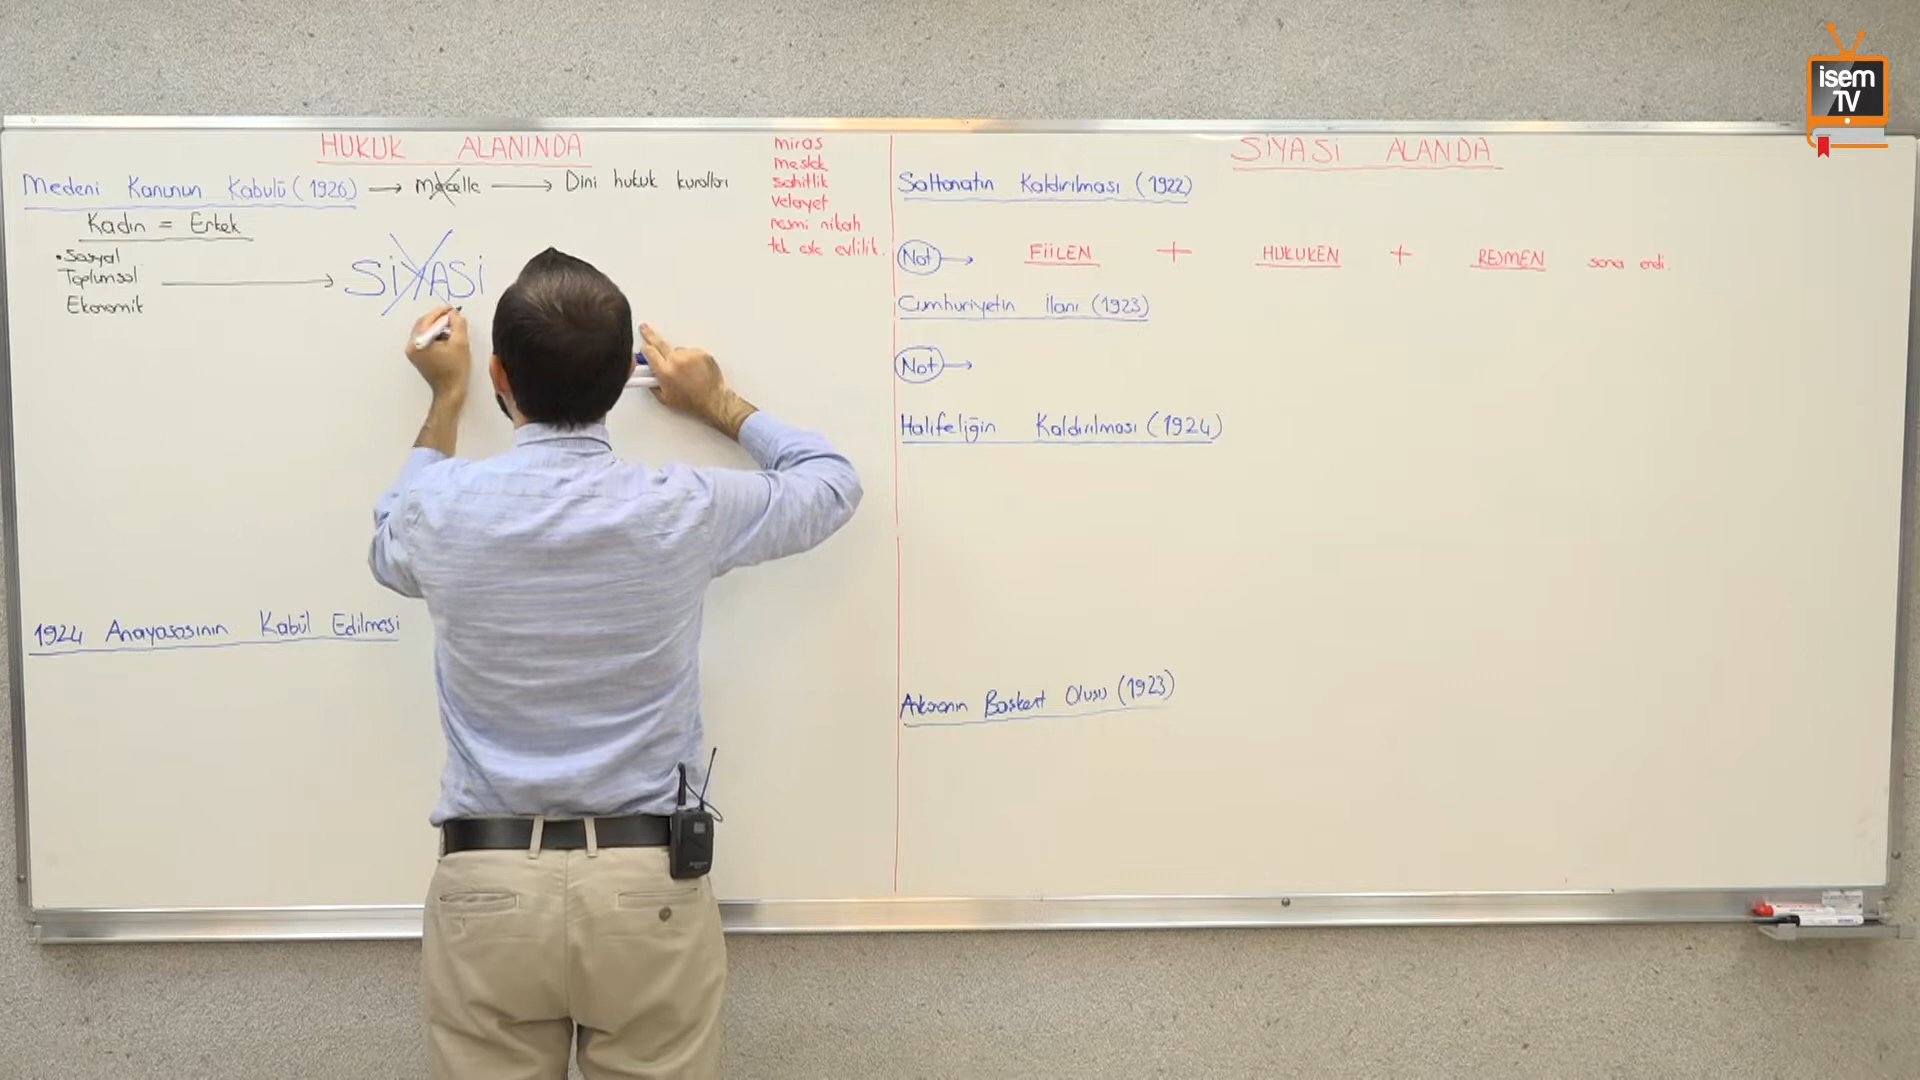 HUKUK ALANINDA
Medeni Kanunun Kabulü (1926) → Mecelle → Dini hukuk kuralları
Kadın = Erkek
• Sosyal
Toplumsal → SİYASİ
Ekonomik
miras
meslek
şahitlik
velayet
resmi nikah
tek eşle evlilik.
1924 Anayasasının Kabül Edilmesi
SİYASİ ALANDA
Saltanatın Kaldırılması (1922)
Not → FİİLEN + HUKUKEN + RESMEN sona erdi.
Cumhuriyetin İlanı (1923)
Not →
Halifeliğin Kaldırılması (1924)
Ankaranın Başkent Oluşu (1923)
isem
TV